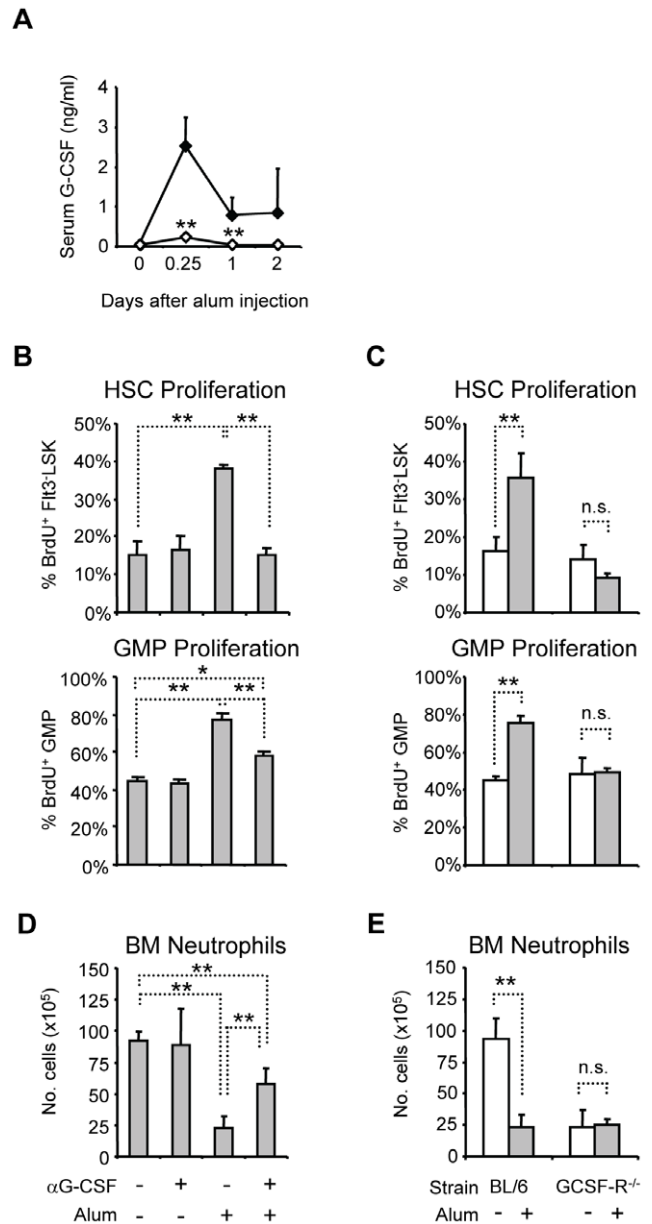 A
Serum G-CSF (ng/ml)
4
3
2
1
0
** **
0 0.25 1 2
Days after alum injection
B
HSC Proliferation
% BrdU⁺ Flt3⁻LSK
50%
40%
30%
20%
10%
0%
** **
GMP Proliferation
% BrdU⁺ GMP
100%
80%
60%
40%
20%
0%
*
** **
C
HSC Proliferation
% BrdU⁺ Flt3⁻LSK
50%
40%
30%
20%
10%
0%
**
n.s.
GMP Proliferation
% BrdU⁺ GMP
100%
80%
60%
40%
20%
0%
**
n.s.
D
BM Neutrophils
No. cells (x10⁵)
150
125
100
75
50
25
0
**
**
**
αG-CSF - + - +
Alum - - + +
E
BM Neutrophils
No. cells (x10⁵)
150
125
100
75
50
25
0
**
n.s.
Strain BL/6 GCSF-R⁻/⁻
Alum - + - +